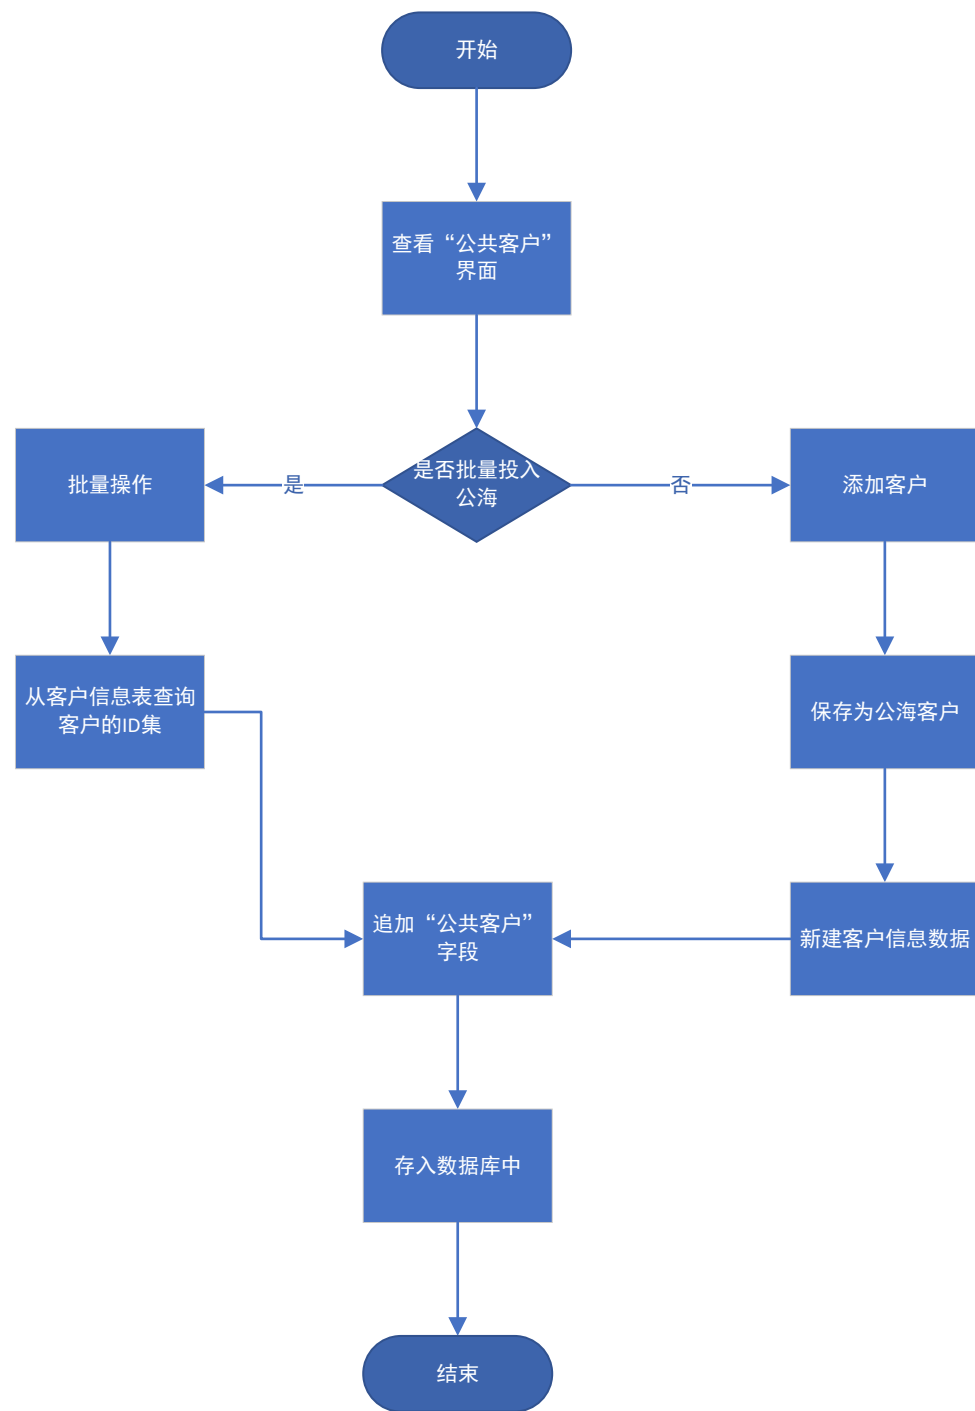 开始
查看“公共客户”
界面
是否批量投入
公海
是
否
批量操作
添加客户
从客户信息表查询
客户的ID集
保存为公海客户
追加“公共客户”
字段
新建客户信息数据
存入数据库中
结束